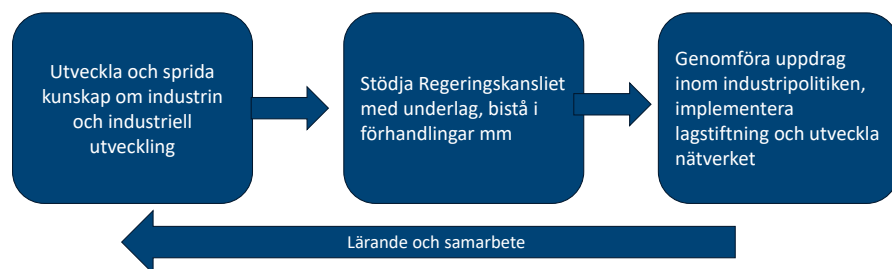 Utveckla och sprida
kunskap om industrin
och industriell
utveckling
Stödja Regeringskansliet
med underlag, bistå i
förhandlingar mm
Genomföra uppdrag
inom industripolitiken,
implementera
lagstiftning och utveckla
nätverket
Lärande och samarbete